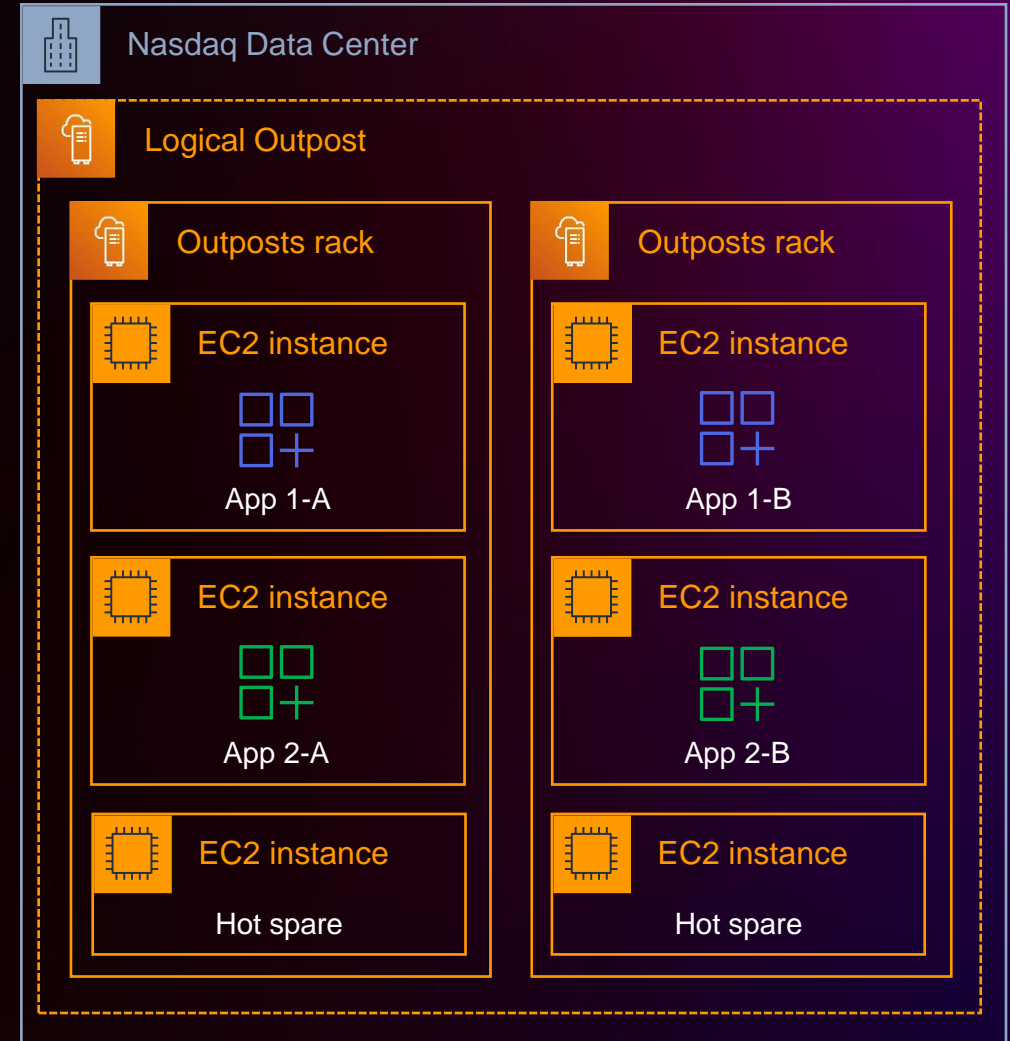 Nasdaq Data Center
Logical Outpost
Outposts rack
EC2 instance
App 1-A
EC2 instance
App 2-A
EC2 instance
Hot spare
Outposts rack
EC2 instance
App 1-B
EC2 instance
App 2-B
EC2 instance
Hot spare